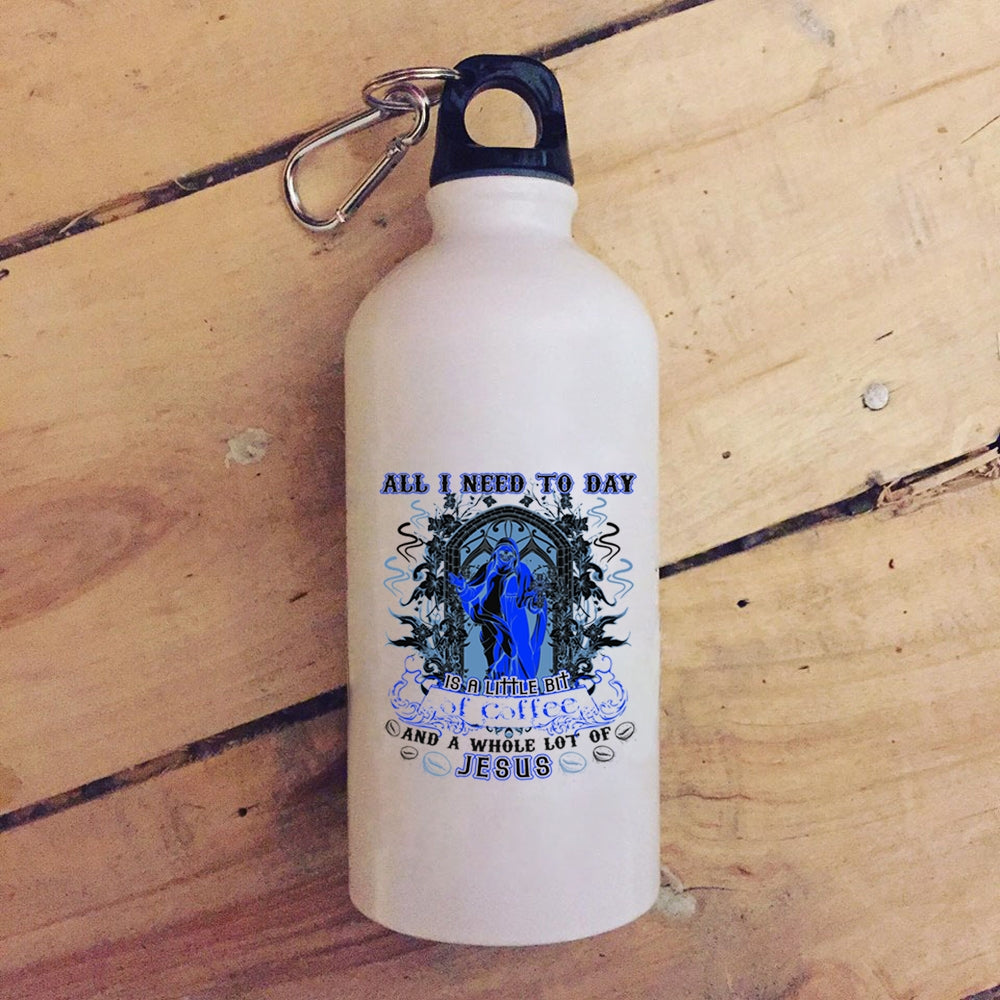 ALL I NEED TO DAY
IS A LITTLE BIT
of coffee
AND A WHOLE LOT OF
JESUS